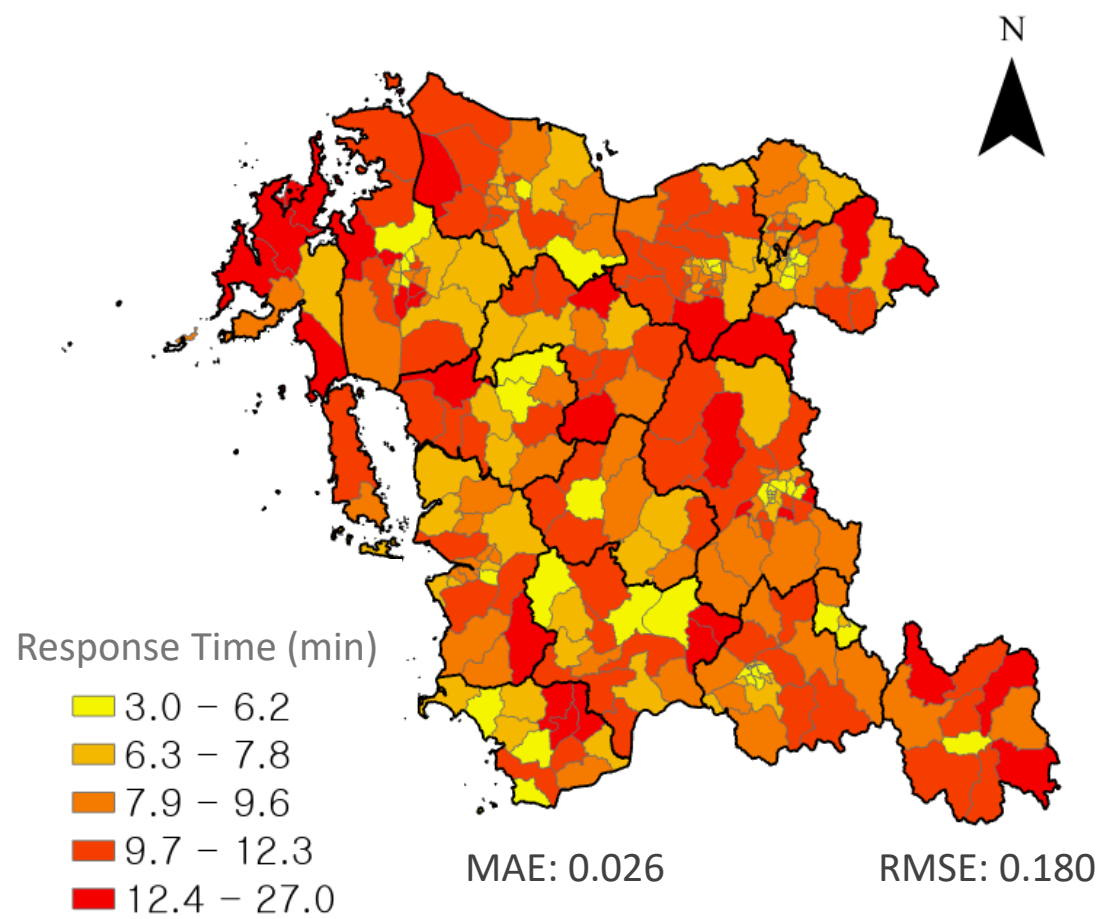 N
Response Time (min)
3.0 – 6.2
6.3 – 7.8
7.9 – 9.6
9.7 – 12.3
12.4 – 27.0
MAE: 0.026
RMSE: 0.180